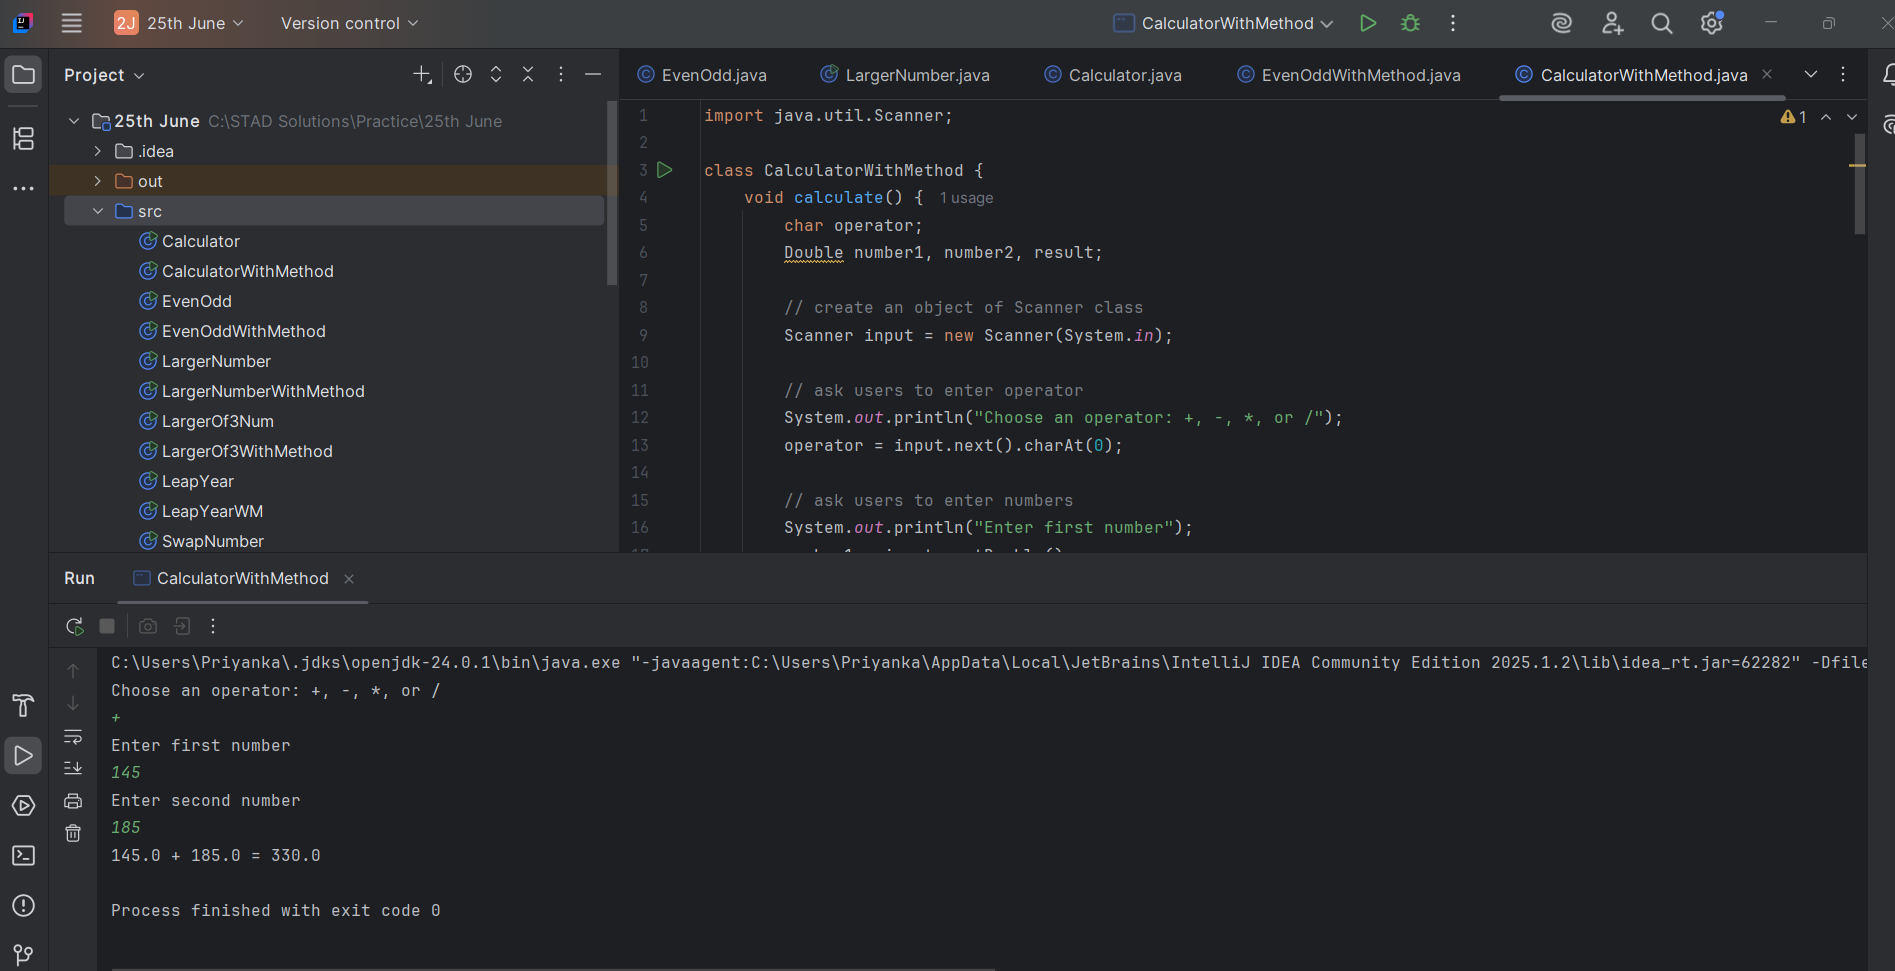 2J 25th June Version control CalculatorWithMethod
Project
25th June C:\STAD Solutions\Practice\25th June
.idea
out
src
Calculator
CalculatorWithMethod
EvenOdd
EvenOddWithMethod
LargerNumber
LargerNumberWithMethod
LargerOf3Num
LargerOf3WithMethod
LeapYear
LeapYearWM
SwapNumber
EvenOdd.java LargerNumber.java Calculator.java EvenOddWithMethod.java CalculatorWithMethod.java
1 import java.util.Scanner;
1
2
3 class CalculatorWithMethod {
4 void calculate() { 1 usage
5 char operator;
6 Double number1, number2, result;
7
8 // create an object of Scanner class
9 Scanner input = new Scanner(System.in);
10
11 // ask users to enter operator
12 System.out.println("Choose an operator: +, -, *, or /");
13 operator = input.next().charAt(0);
14
15 // ask users to enter numbers
16 System.out.println("Enter first number");
Run CalculatorWithMethod
C:\Users\Priyanka\.jdks\openjdk-24.0.1\bin\java.exe "-javaagent:C:\Users\Priyanka\AppData\Local\JetBrains\IntelliJ IDEA Community Edition 2025.1.2\lib\idea_rt.jar=62282" -Dfile
Choose an operator: +, -, *, or /
+
Enter first number
145
Enter second number
185
145.0 + 185.0 = 330.0
Process finished with exit code 0